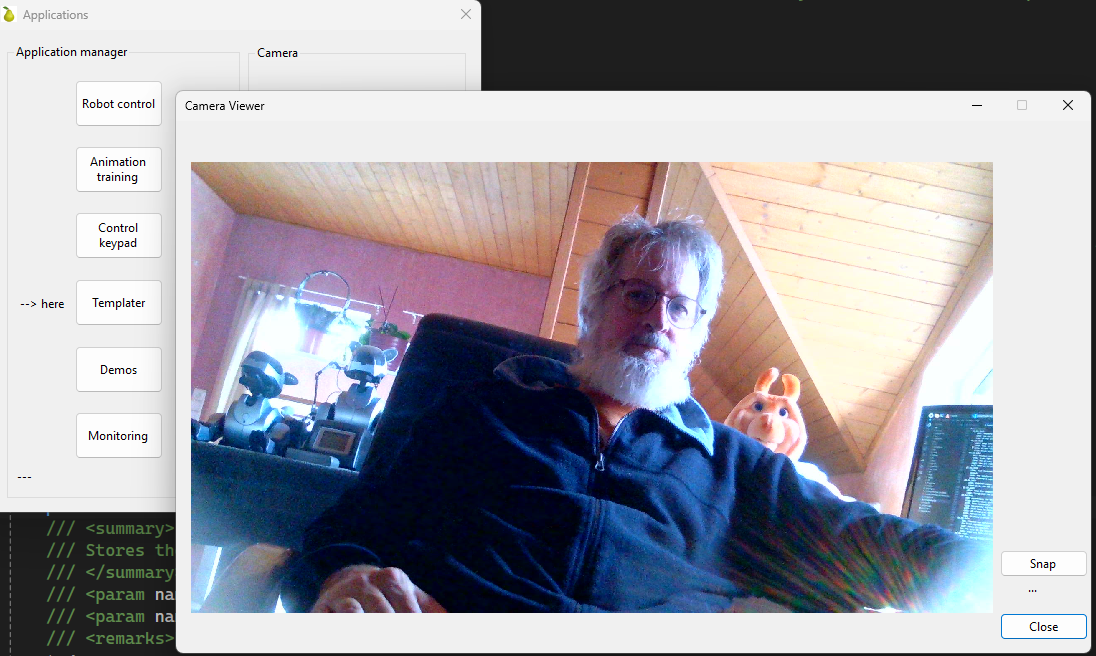 Applications
Application manager
Camera
Robot control
Animation
training
Control
keypad
--> here
Templater
Demos
Monitoring
---
Camera Viewer
Snap
...
Close
/// <summary>
/// Stores th
/// </summary
/// <param na
/// <param na
/// <remarks>